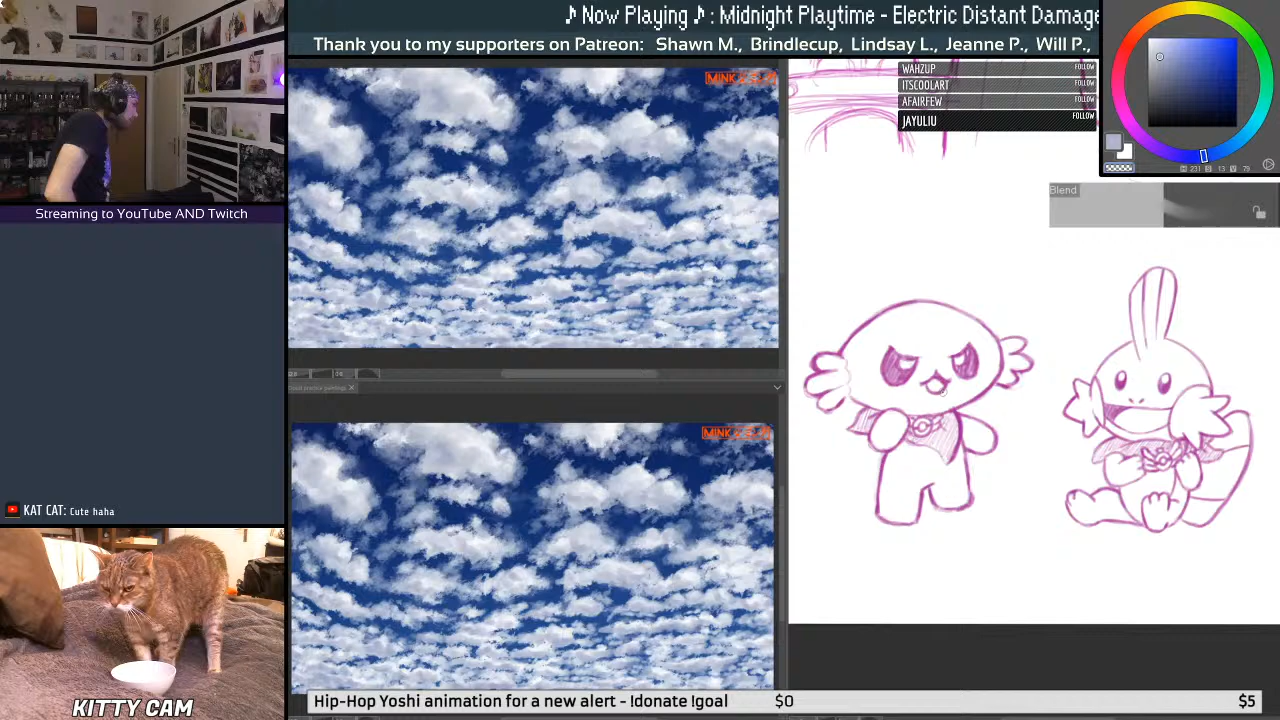 ♪ Now Playing ♪ : Midnight Playtime - Electric Distant Damage
Thank you to my supporters on Patreon: Shawn M., Brindlecup, Lindsay L., Jeanne P., Will P.,
WAHZUP FOLLOW
ITSCOOLART FOLLOW
AFAIRFEW FOLLOW
JAYULIU FOLLOW
Streaming to YouTube AND Twitch
Blend
KAT CAT: Cute haha
KITTY CAM
Hip-Hop Yoshi animation for a new alert - !donate !goal $0 $5